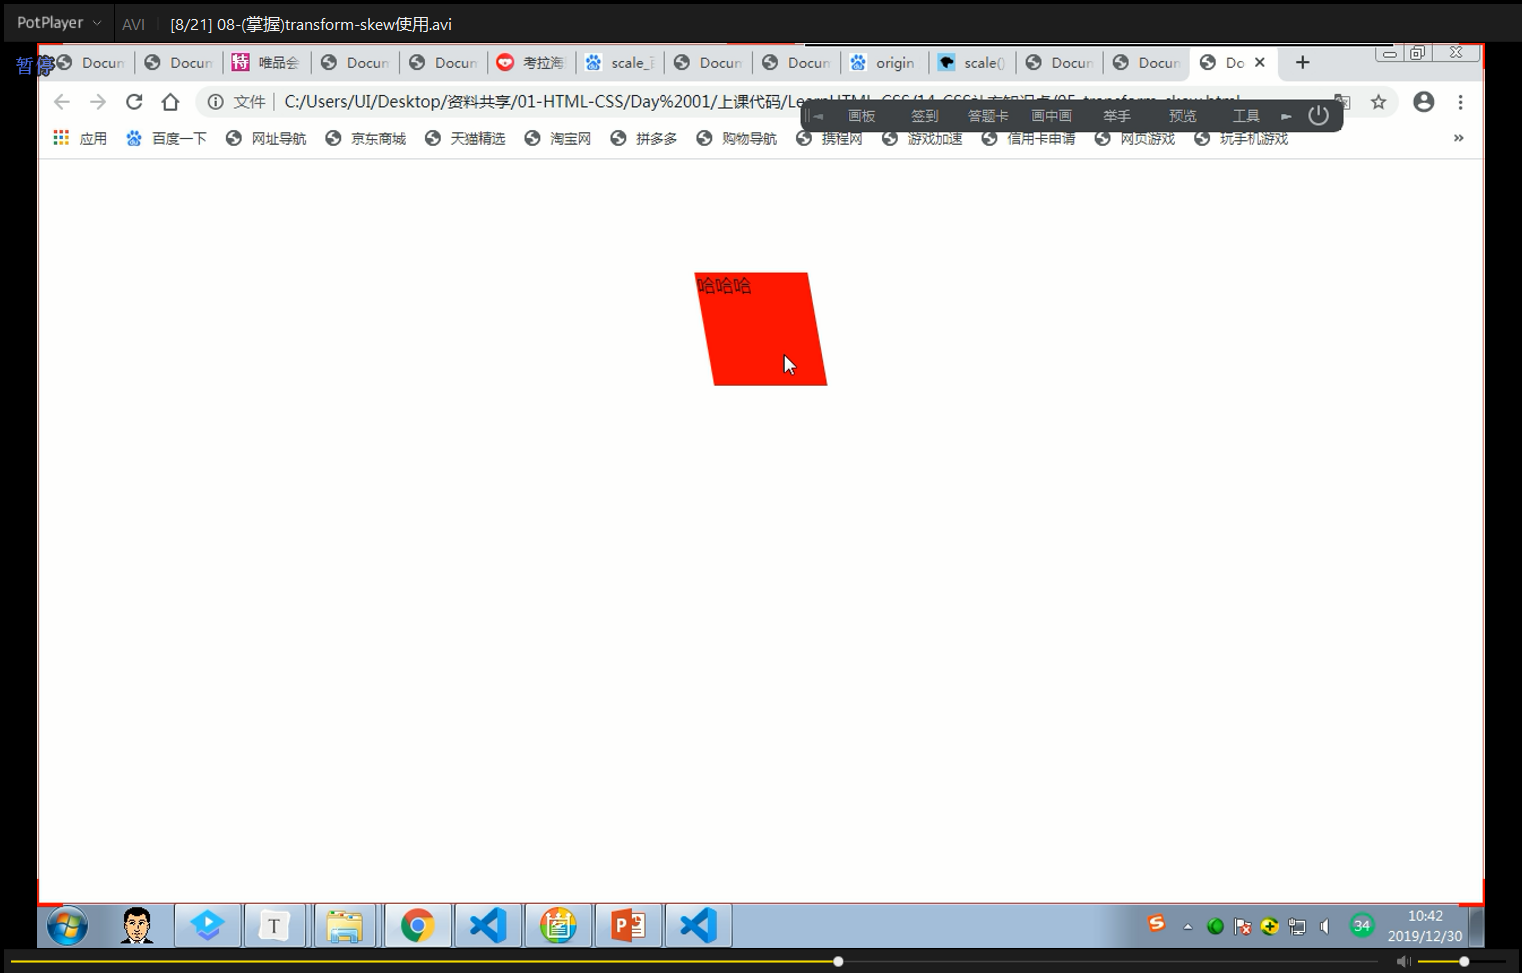 PotPlayer AVI [8/21] 08-(掌握)transform-skew使用.avi
暂停
Docun Docun 特 唯品会 Docun Docun 考拉海 scale_ Docun Docun origin scale() Docun Docun Do
文件 C:/Users/UI/Desktop/资料共享/01-HTML-CSS/Day%2001/上课代码/
画板 签到 答题卡 画中画 举手 预览 工具
应用 百度一下 网址导航 京东商城 天猫精选 淘宝网 拼多多 购物导航 携程网 游戏加速 信用卡申请 网页游戏 玩手机游戏
哈哈哈
34
10:42
2019/12/30